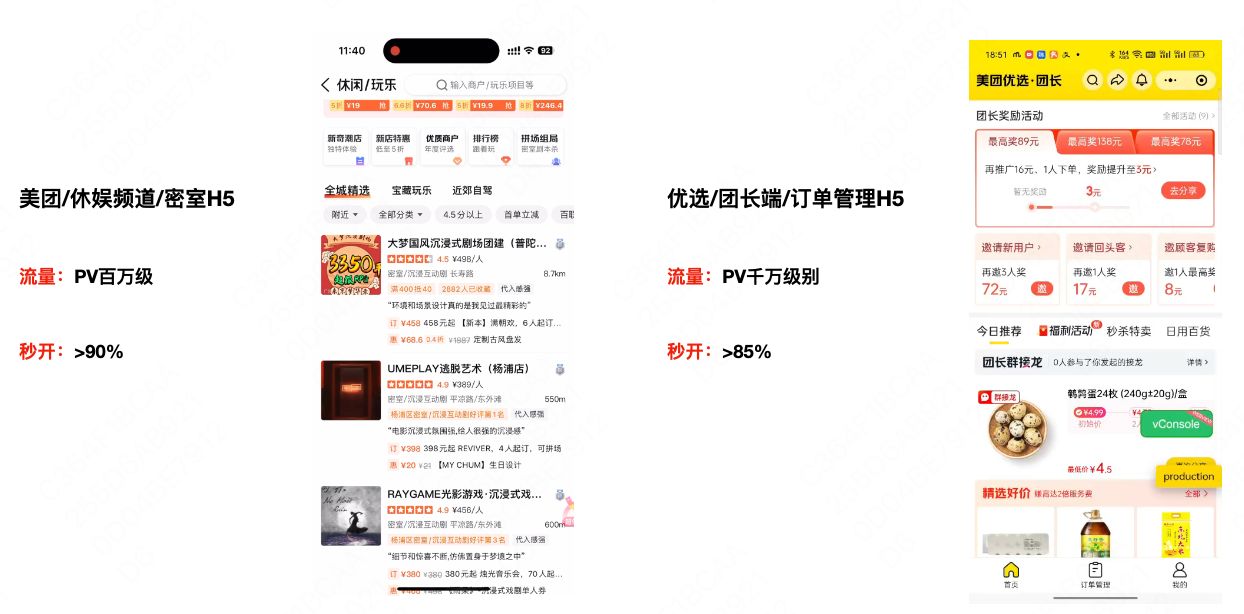 美团/休娱频道/密室H5
流量：PV百万级
秒开：>90%
11:40
92
休闲/玩乐
输入商户/玩乐项目等
5折 ¥19 抢 6.6折 ¥70.6 抢 5折 ¥19.9 抢 8折 ¥246.4
新奇潮店 新店特惠 优质商户 排行榜 拼场组局
独特体验 低至5折 年度评选 跟着玩 密室剧本杀
全城精选 宝藏玩乐 近郊自驾
附近 全部分类 4.5分以上 首单立减
大梦国风沉浸式剧场团建（普陀...
4.5 ¥498/人
密室/沉浸互动剧 长寿路 8.7km
满400抵40 2882人已收藏 代入感强
“环境和场景设计真的是我见过最精彩的”
订 ¥458 458元起 【新本】满朝欢，6人起订...
惠 ¥68.6 0.4折 ¥1887 定制古风盘发
UMEPLAY逃脱艺术（杨浦店）
4.9 ¥389/人
密室/沉浸互动剧 平凉路/东外滩 550m
杨浦区密室/沉浸互动剧好评第1名 代入感强
“电影沉浸式氛围强,给人很强的沉浸感”
订 ¥398 398元起 REVIVER，4人起订，可拼场
惠 ¥20 ¥21 【MY CHUM】生日设计
RAYGAME光影游戏·沉浸式戏...
4.9 ¥456/人
密室/沉浸互动剧 平凉路/东外滩 600m
杨浦区密室/沉浸互动剧好评第3名 代入感强
“细节和惊喜不断,仿佛置身于梦境之中”
订 ¥380 ¥380 380元起 烛光音乐会，70人起...
沉浸式戏剧单人券
优选/团长端/订单管理H5
流量：PV千万级别
秒开：>85%
18:51
美团优选·团长
团长奖励活动 全部活动 (9) >
最高奖89元 最高奖138元 最高奖78元
再推广16元、1人下单，奖励提升至3元>
暂无奖励 3元 去分享
邀请新用户> 邀请回头客> 邀顾客复购
再邀3人奖 再邀1人奖 邀1人最高奖
72元 邀 17元 邀 8元
今日推荐 福利活动 秒杀特卖 日用百货
团长群接龙 0人参与了你发起的接龙 详情>
群接龙
鹌鹑蛋24枚 (240g±20g)/盒
¥4.99
初始价
vConsole
最低价 ¥4.5
production
精选好价 赚高达2倍服务费 全部 >
首页 订单管理 我的